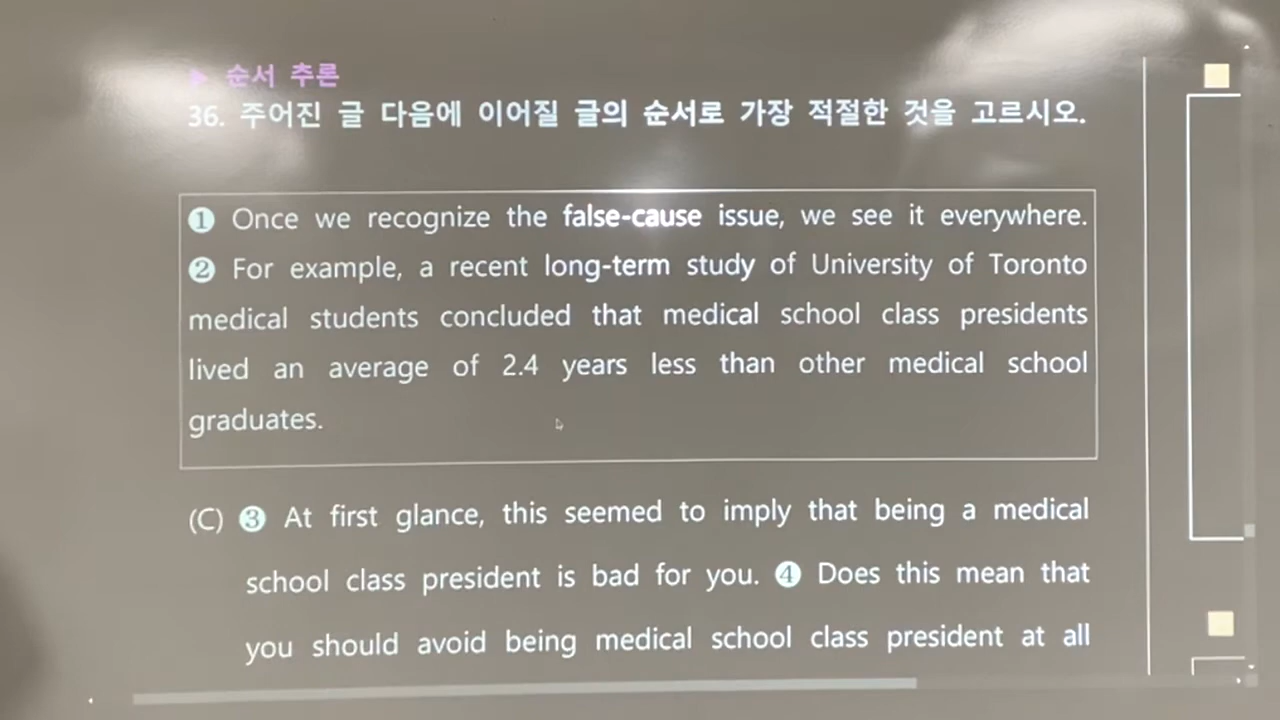 ▶ 순서 추론
36. 주어진 글 다음에 이어질 글의 순서로 가장 적절한 것을 고르시오.
❶ Once we recognize the false-cause issue, we see it everywhere.
❷ For example, a recent long-term study of University of Toronto
medical students concluded that medical school class presidents
lived an average of 2.4 years less than other medical school
graduates.
(C) ❸ At first glance, this seemed to imply that being a medical
school class president is bad for you. ❹ Does this mean that
you should avoid being medical school class president at all